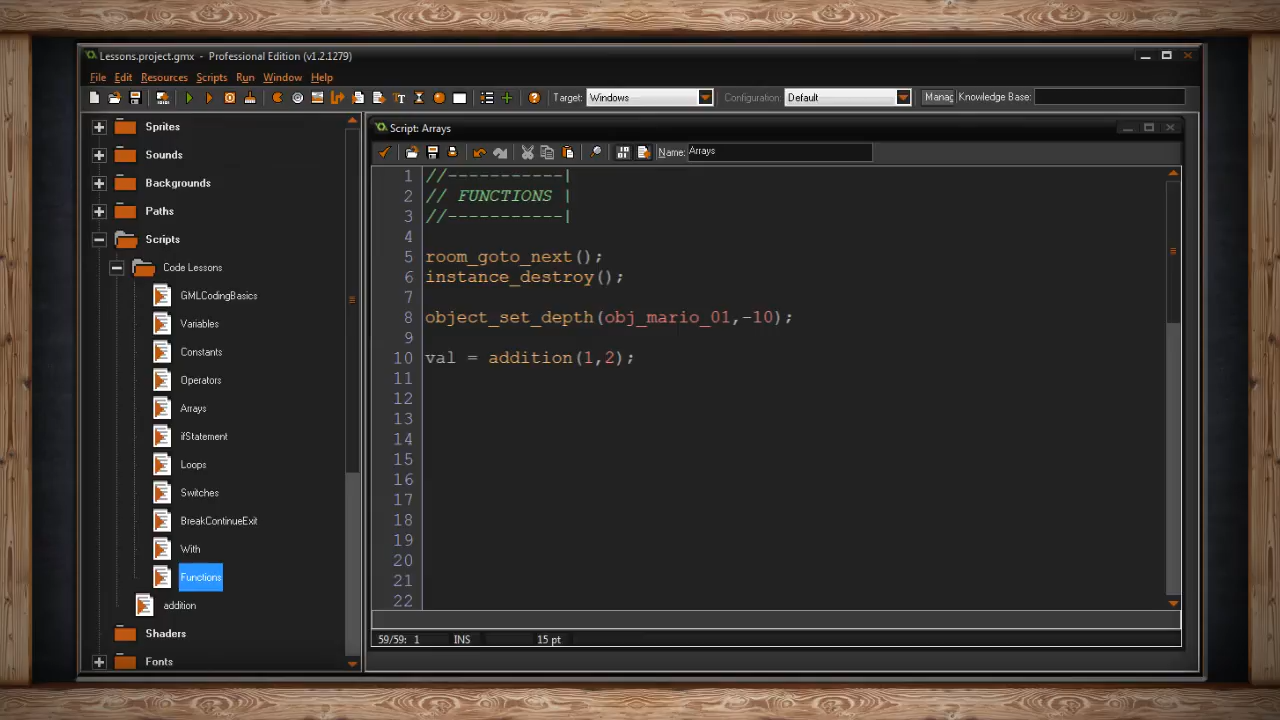 Lessons.project.gmx - Professional Edition (v1.2.1279)
File Edit Resources Scripts Run Window Help
Target: Windows Configuration: Default Manag Knowledge Base:
Sprites
Sounds
Backgrounds
Paths
Scripts
Code Lessons
GMLCodingBasics
Variables
Constants
Operators
Arrays
ifStatement
Loops
Switches
BreakContinueExit
With
Functions
addition
Shaders
Fonts
Script: Arrays
Name: Arrays
1 //-----------|
2 // FUNCTIONS |
3 //-----------|
4
5 room_goto_next();
6 instance_destroy();
7
8 object_set_depth(obj_mario_01,-10);
9
10 val = addition(1,2);
11
12
13
14
15
16
17
18
19
20
21
22
59/59: 1 INS 15 pt